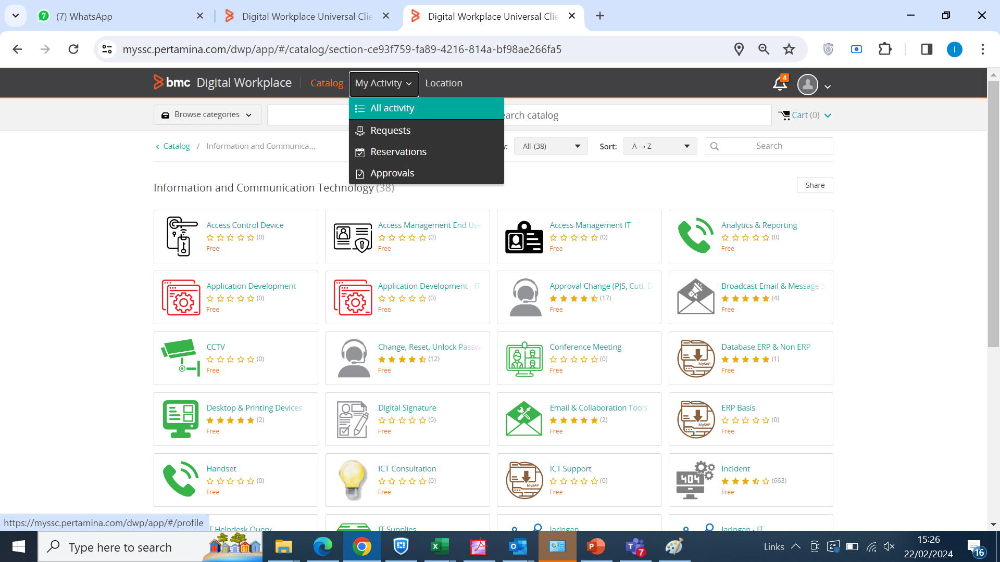 (7) WhatsApp
Digital Workplace Universal Clie
Digital Workplace Universal Clie
myssc.pertamina.com/dwp/app/#/catalog/section-ce93f759-fa89-4216-814a-bf98ae266fa5
bmc Digital Workplace
Catalog
My Activity
Location
4
All activity
Requests
Reservations
Approvals
Browse categories
earch catalog
Cart (0)
Catalog / Information and Communica...
All (38)
Sort:
A→Z
Search
Information and Communication Technology (38)
Share
Access Control Device
(0)
Free
Access Management End Use
(0)
Free
Access Management IT
(0)
Free
Analytics & Reporting
(0)
Free
Application Development
(0)
Free
Application Development - IT
(0)
Free
Approval Change (PJS, Cuti, D
(17)
Free
Broadcast Email & Message S
(4)
Free
CCTV
(0)
Free
Change, Reset, Unlock Passw
(12)
Free
Conference Meeting
(0)
Free
MySAP
Database ERP & Non ERP
(1)
Free
Desktop & Printing Devices
(2)
Free
Digital Signature
(0)
Free
Email & Collaboration Tools
(2)
Free
MySAP
ERP Basis
(0)
Free
Handset
(0)
Free
ICT Consultation
(0)
Free
MySAP
ICT Support
(0)
Free
404
Incident
(663)
Free
https://myssc.pertamina.com/dwp/app/#/profile
T Helpdesk Query
IT Supplies
Jaringan
Jaringan - IT
Type here to search
7
Links
15:26
22/02/2024
16